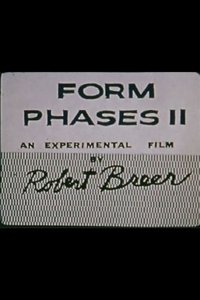 FORM
PHASES II
AN EXPERIMENTAL FILM
BY
Robert Breer